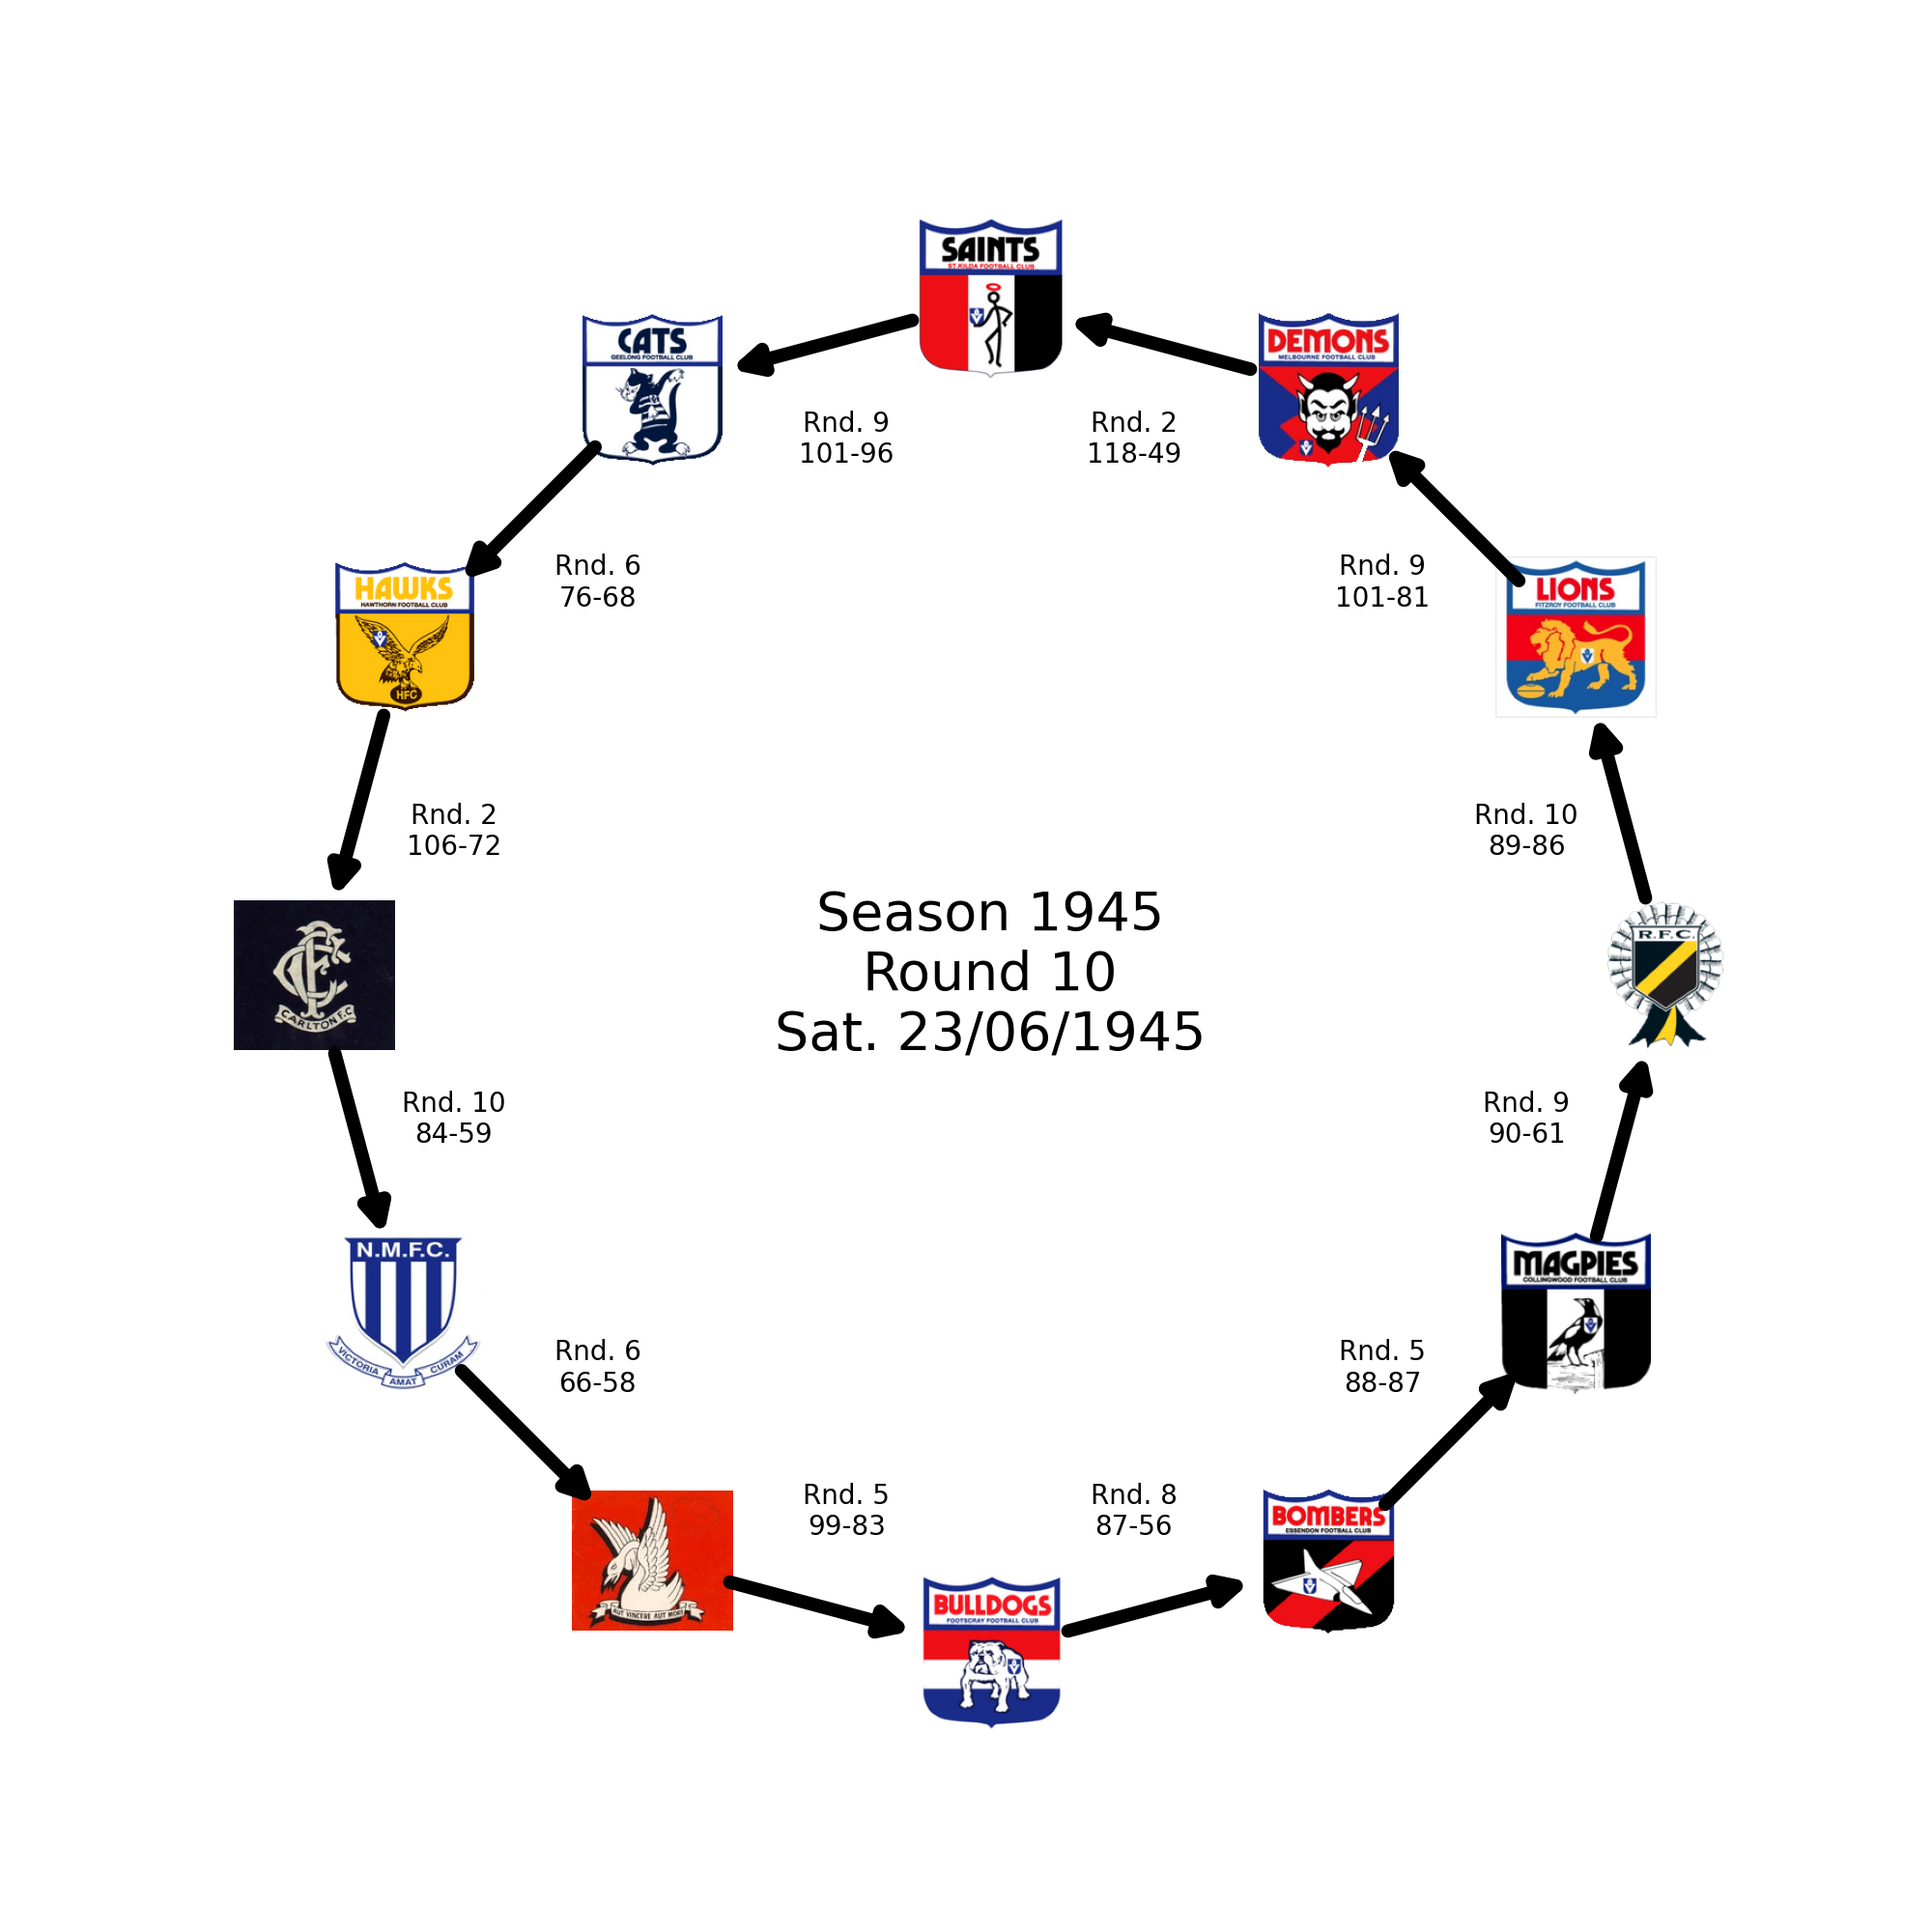 SAINTS
ST.KILDA FOOTBALL CLUB
CATS
GEELONG FOOTBALL CLUB
DEMONS
MELBOURNE FOOTBALL CLUB
Rnd. 9
101-96
Rnd. 2
118-49
HAWKS
HAWTHORN FOOTBALL CLUB
HFC
Rnd. 6
76-68
Rnd. 9
101-81
LIONS
FITZROY FOOTBALL CLUB
Rnd. 2
106-72
Rnd. 10
89-86
CFC
CARLTON F.C
Season 1945
Round 10
Sat. 23/06/1945
R.F.C.
Rnd. 10
84-59
Rnd. 9
90-61
N.M.F.C.
VICTORIA AMAT CURAM
Rnd. 6
66-58
Rnd. 5
88-87
MAGPIES
COLLINGWOOD FOOTBALL CLUB
AUT VINCERE AUT MORI
Rnd. 5
99-83
Rnd. 8
87-56
BOMBERS
ESSENDON FOOTBALL CLUB
BULLDOGS
FOOTSCRAY FOOTBALL CLUB